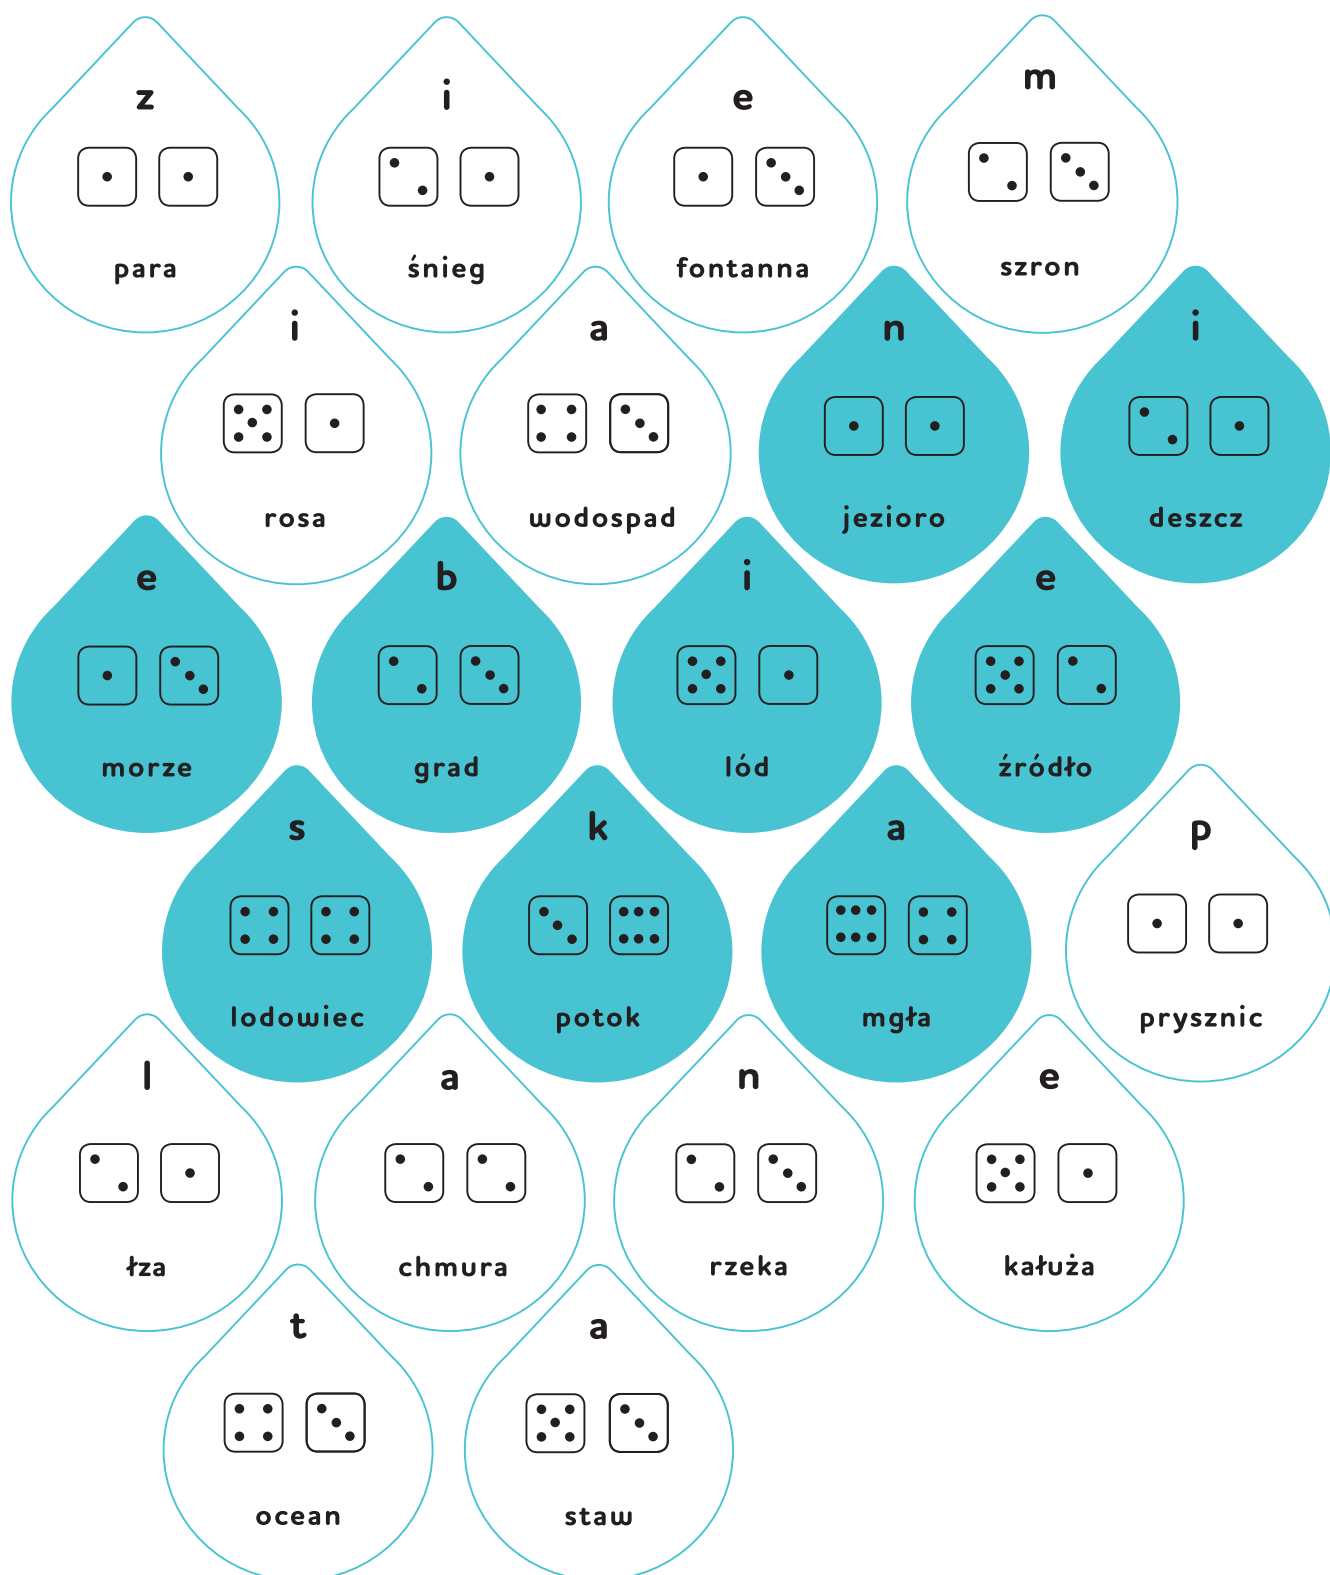 z
para
i
śnieg
e
fontanna
m
szron
i
rosa
a
wodospad
n
jezioro
i
deszcz
e
morze
b
grad
i
lód
e
źródło
s
lodowiec
k
potok
a
mgła
p
prysznic
l
łza
a
chmura
n
rzeka
e
kałuża
t
ocean
a
staw